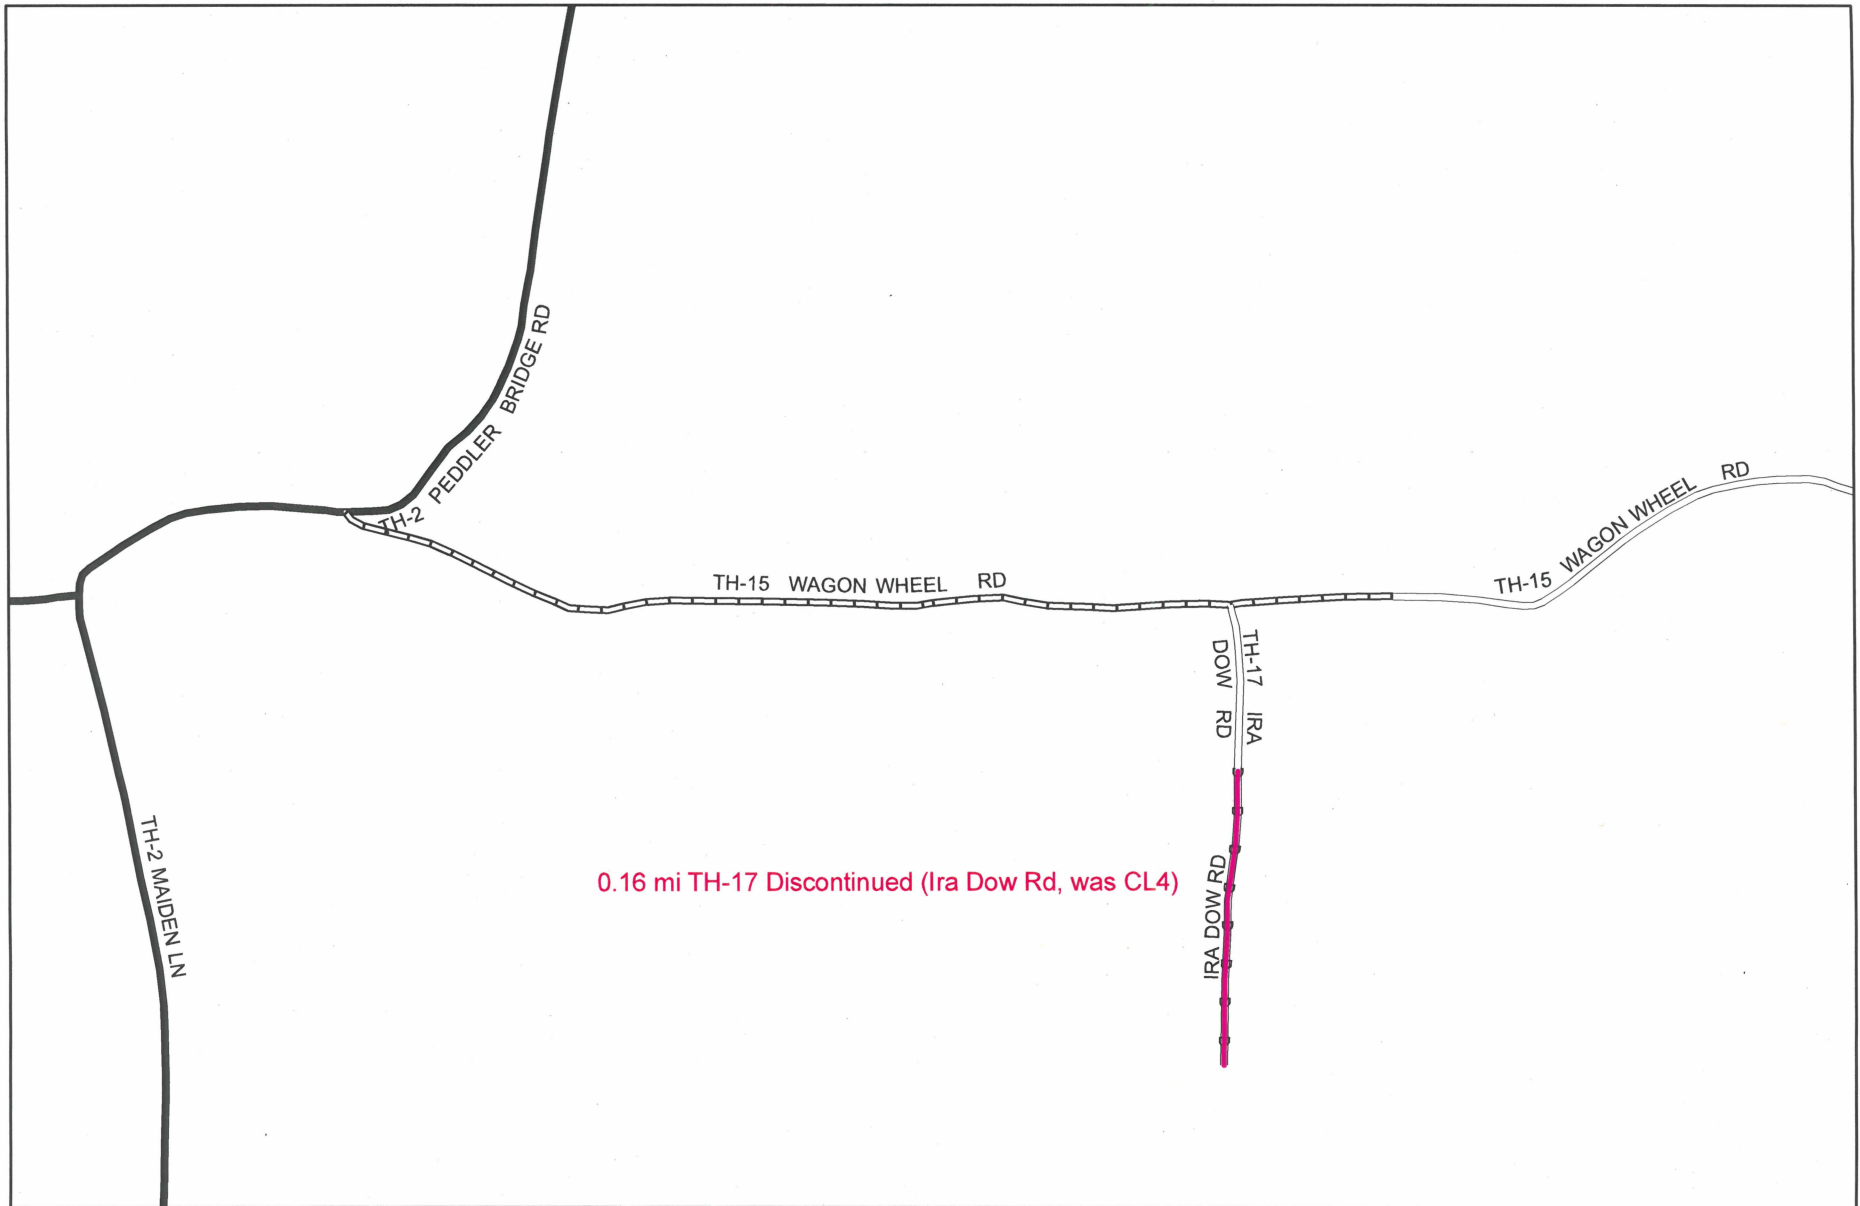 TH-2 PEDDLER BRIDGE RD
TH-15 WAGON WHEEL RD
TH-15 WAGON WHEEL RD
TH-17 IRA
DOW RD
TH-2 MAIDEN LN
0.16 mi TH-17 Discontinued (Ira Dow Rd, was CL4)
IRA DOW RD